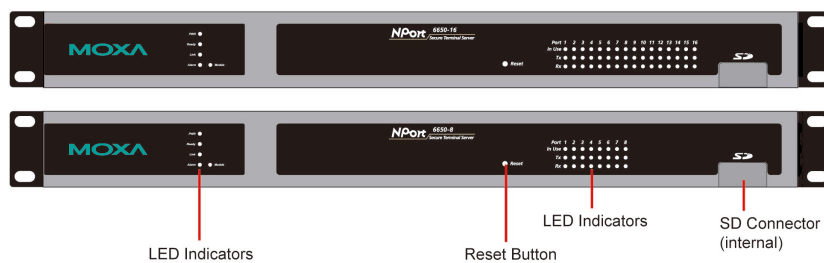 MOXA
PWR
Ready
Link
Alarm Module
NPort 6650-16
Secure Terminal Server
Reset
Port 1 2 3 4 5 6 7 8 9 10 11 12 13 14 15 16
In Use
Tx
Rx
SD
MOXA
PWR
Ready
Link
Alarm Module
NPort 6650-8
Secure Terminal Server
Reset
Port 1 2 3 4 5 6 7 8
In Use
Tx
Rx
SD
LED Indicators
Reset Button
LED Indicators
SD Connector
(internal)